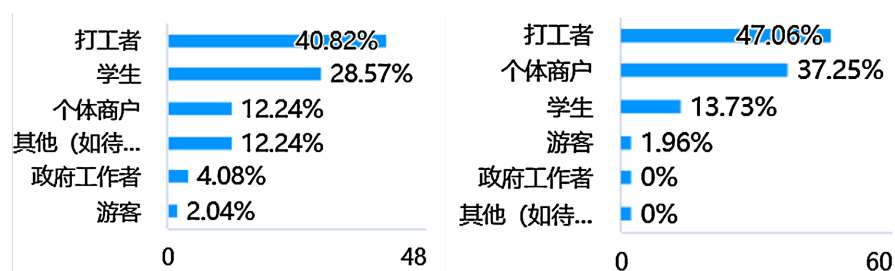 打工者 40.82%
学生 28.57%
个体商户 12.24%
其他（如待... 12.24%
政府工作者 4.08%
游客 2.04%
0 48
打工者 47.06%
个体商户 37.25%
学生 13.73%
游客 1.96%
政府工作者 0%
其他（如待... 0%
0 60